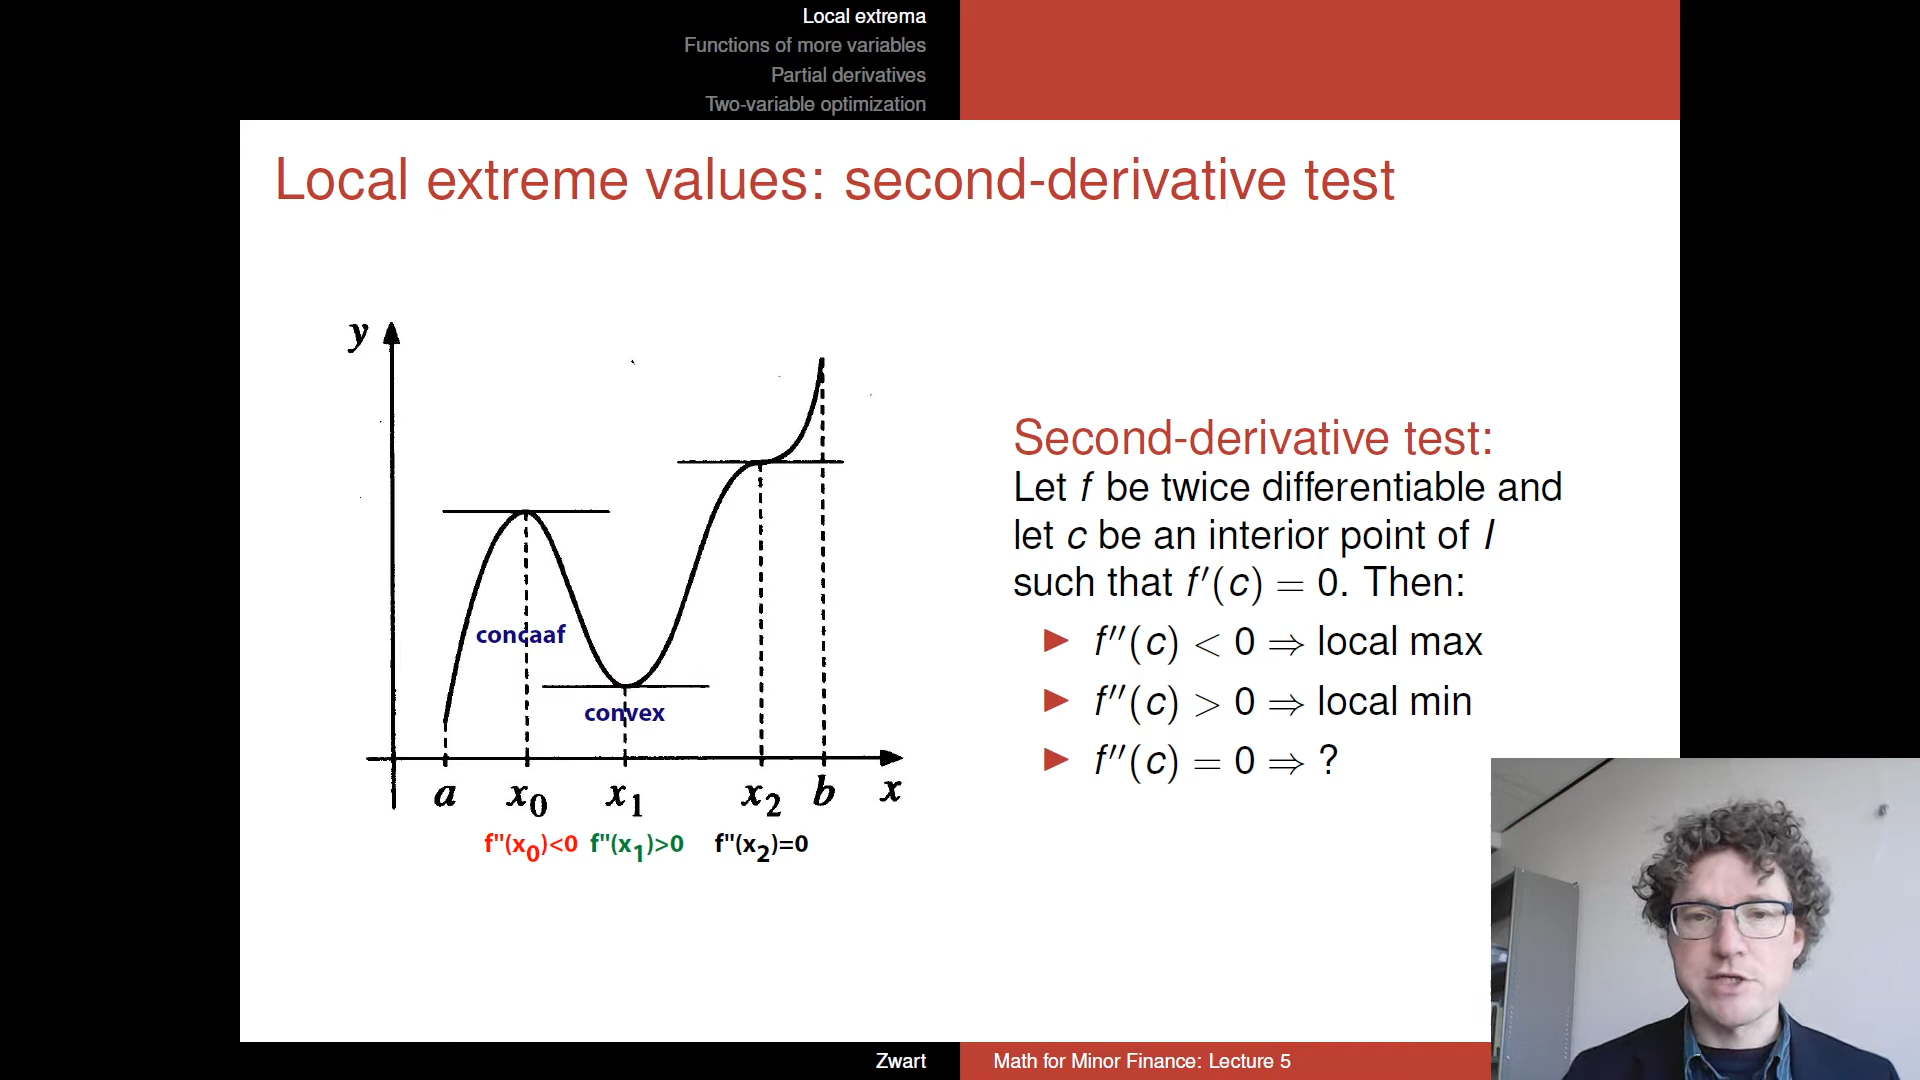 Local extrema
Functions of more variables
Partial derivatives
Two-variable optimization
Local extreme values: second-derivative test
y
concaaf
convex
a x₀ x₁ x₂ b x
f"(x₀)<0 f"(x₁)>0 f"(x₂)=0
Second-derivative test:
Let f be twice differentiable and
let c be an interior point of I
such that f′(c) = 0. Then:
▶ f″(c) < 0 ⇒ local max
▶ f″(c) > 0 ⇒ local min
▶ f″(c) = 0 ⇒ ?
Zwart
Math for Minor Finance: Lecture 5